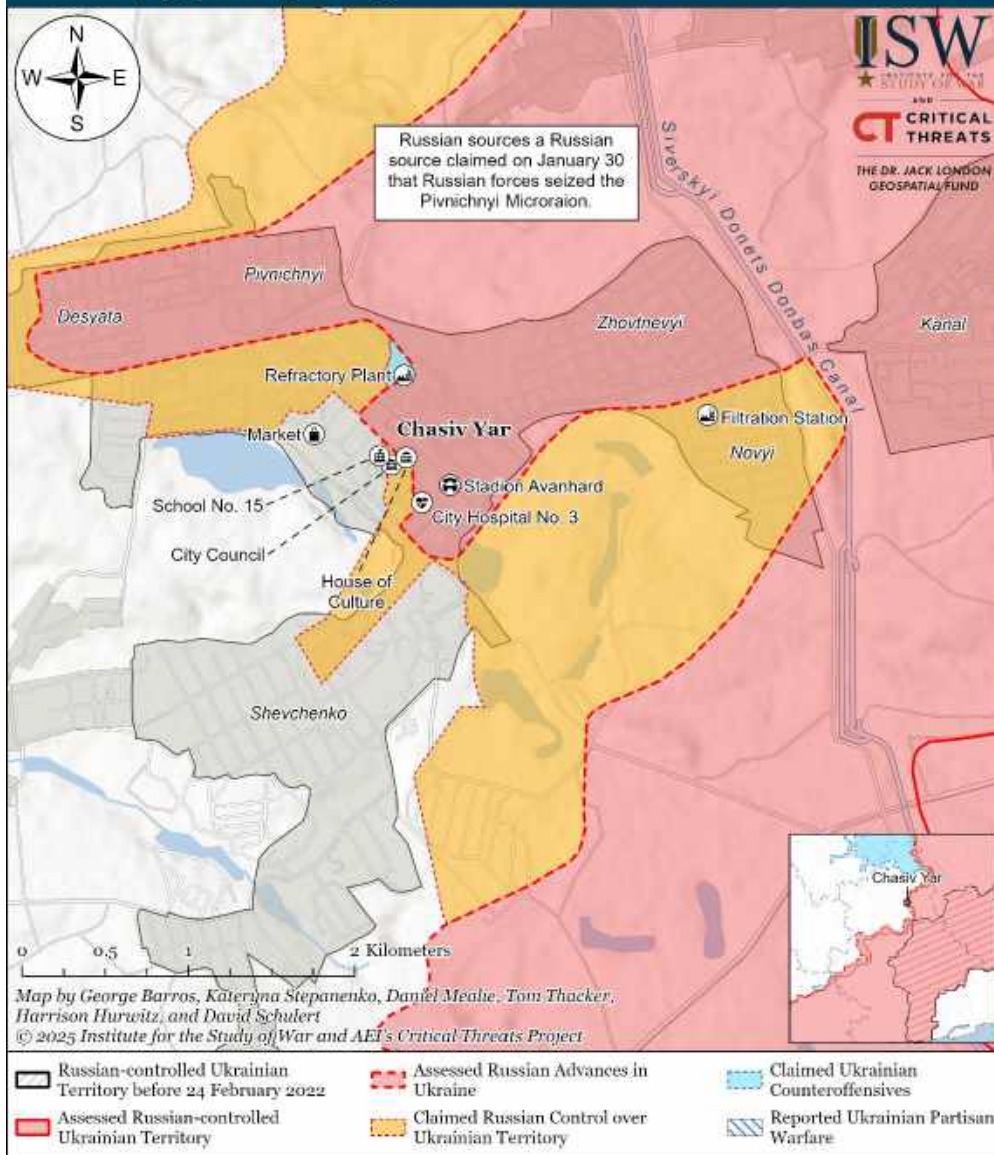 N
W E
S
ISW
INSTITUTE FOR THE
STUDY OF WAR
AND
CT CRITICAL
THREATS
THE DR. JACK LONDON
GEOSPATIAL FUND
Russian sources a Russian
source claimed on January 30
that Russian forces seized the
Pivnichnyi Microraion.
Siverskyi Donets Donbas Canal
Pivnichnyi
Desyata
Zhovtnevyi
Kanal
Refractory Plant
Filtration Station
Market
Chasiv Yar
Novyi
School No. 15
Stadion Avanhard
City Hospital No. 3
City Council
House of
Culture
Shevchenko
Chasiv Yar
0 0.5 1 2 Kilometers
Map by George Barros, Kateryna Stepanenko, Daniel Mealie, Tom Thacker,
Harrison Hurwitz, and David Schulert
© 2025 Institute for the Study of War and AEI's Critical Threats Project
Russian-controlled Ukrainian
Territory before 24 February 2022
Assessed Russian Advances in
Ukraine
Claimed Ukrainian
Counteroffensives
Assessed Russian-controlled
Ukrainian Territory
Claimed Russian Control over
Ukrainian Territory
Reported Ukrainian Partisan
Warfare